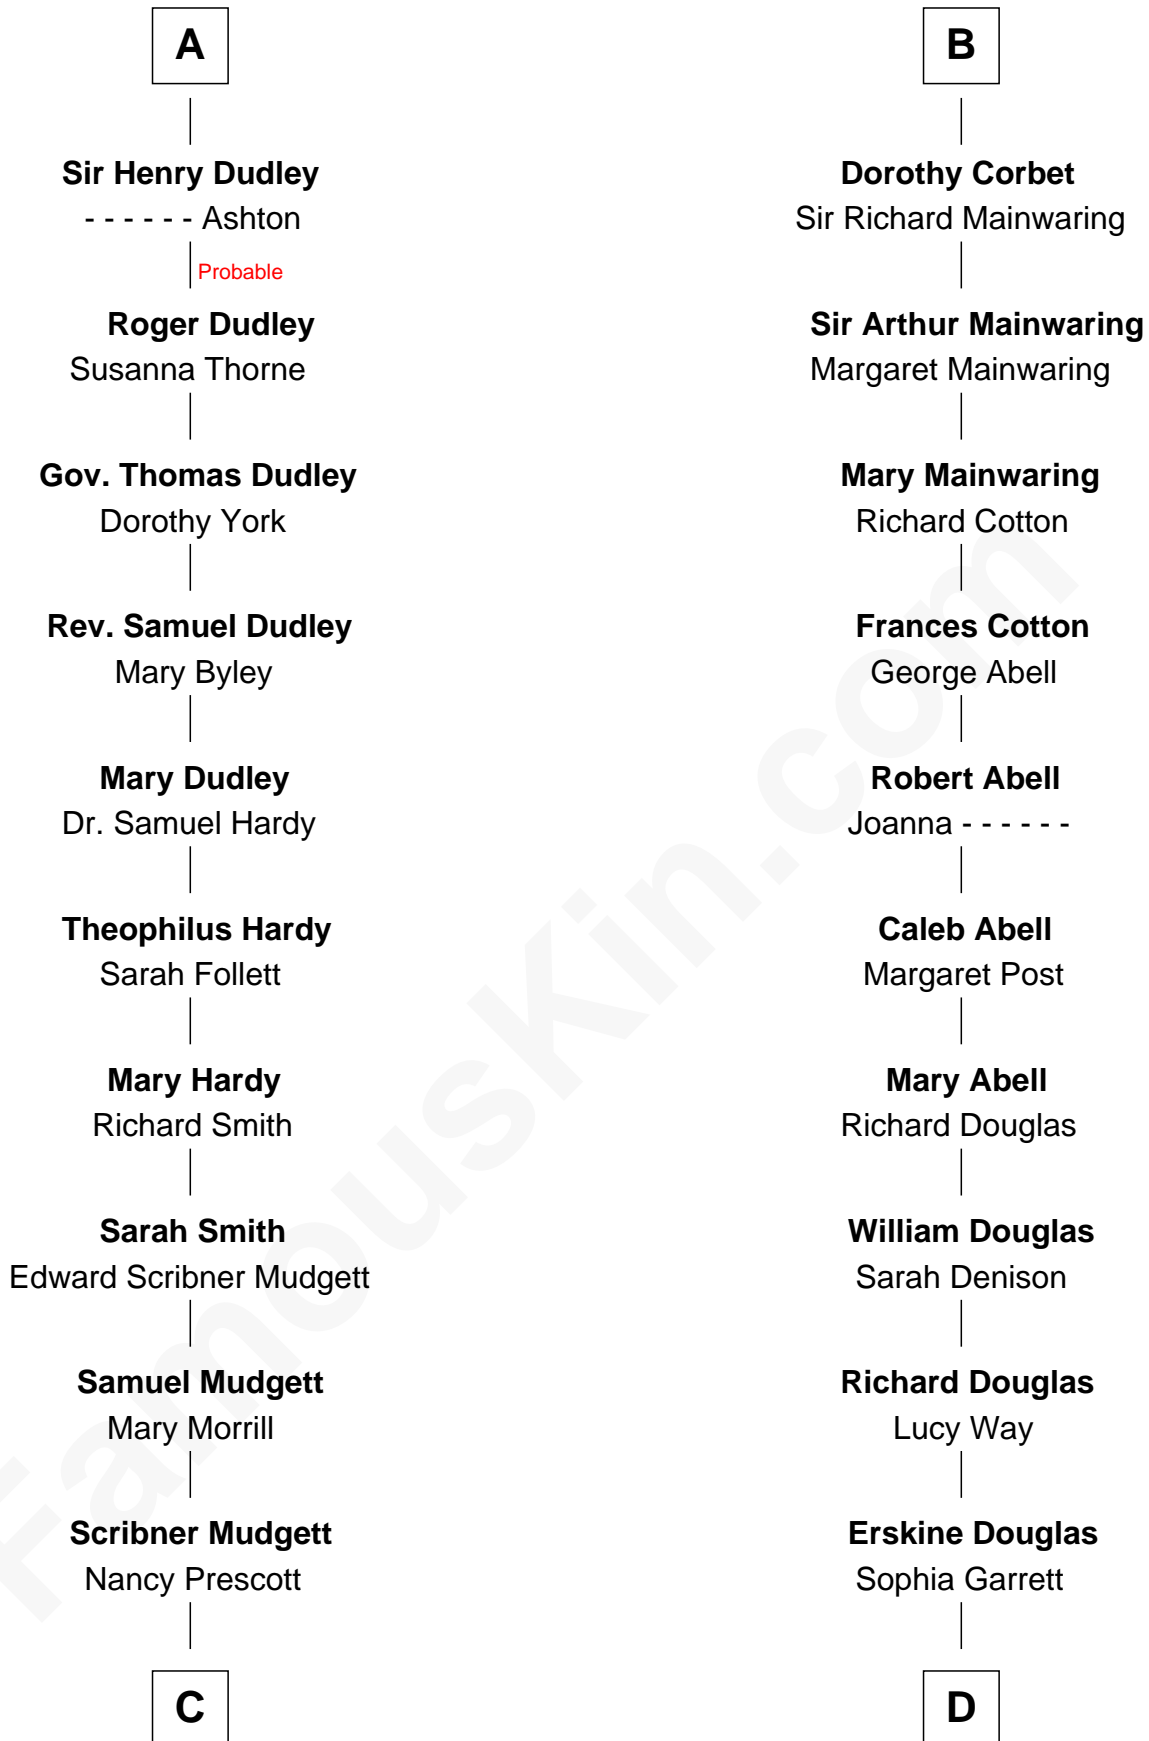 A
Sir Henry Dudley
- - - - - - Ashton
Probable
Roger Dudley
Susanna Thorne
Gov. Thomas Dudley
Dorothy York
Rev. Samuel Dudley
Mary Byley
Mary Dudley
Dr. Samuel Hardy
Theophilus Hardy
Sarah Follett
Mary Hardy
Richard Smith
Sarah Smith
Edward Scribner Mudgett
Samuel Mudgett
Mary Morrill
Scribner Mudgett
Nancy Prescott
C
B
Dorothy Corbet
Sir Richard Mainwaring
Sir Arthur Mainwaring
Margaret Mainwaring
Mary Mainwaring
Richard Cotton
Frances Cotton
George Abell
Robert Abell
Joanna - - - - - -
Caleb Abell
Margaret Post
Mary Abell
Richard Douglas
William Douglas
Sarah Denison
Richard Douglas
Lucy Way
Erskine Douglas
Sophia Garrett
D
FamousKin.com